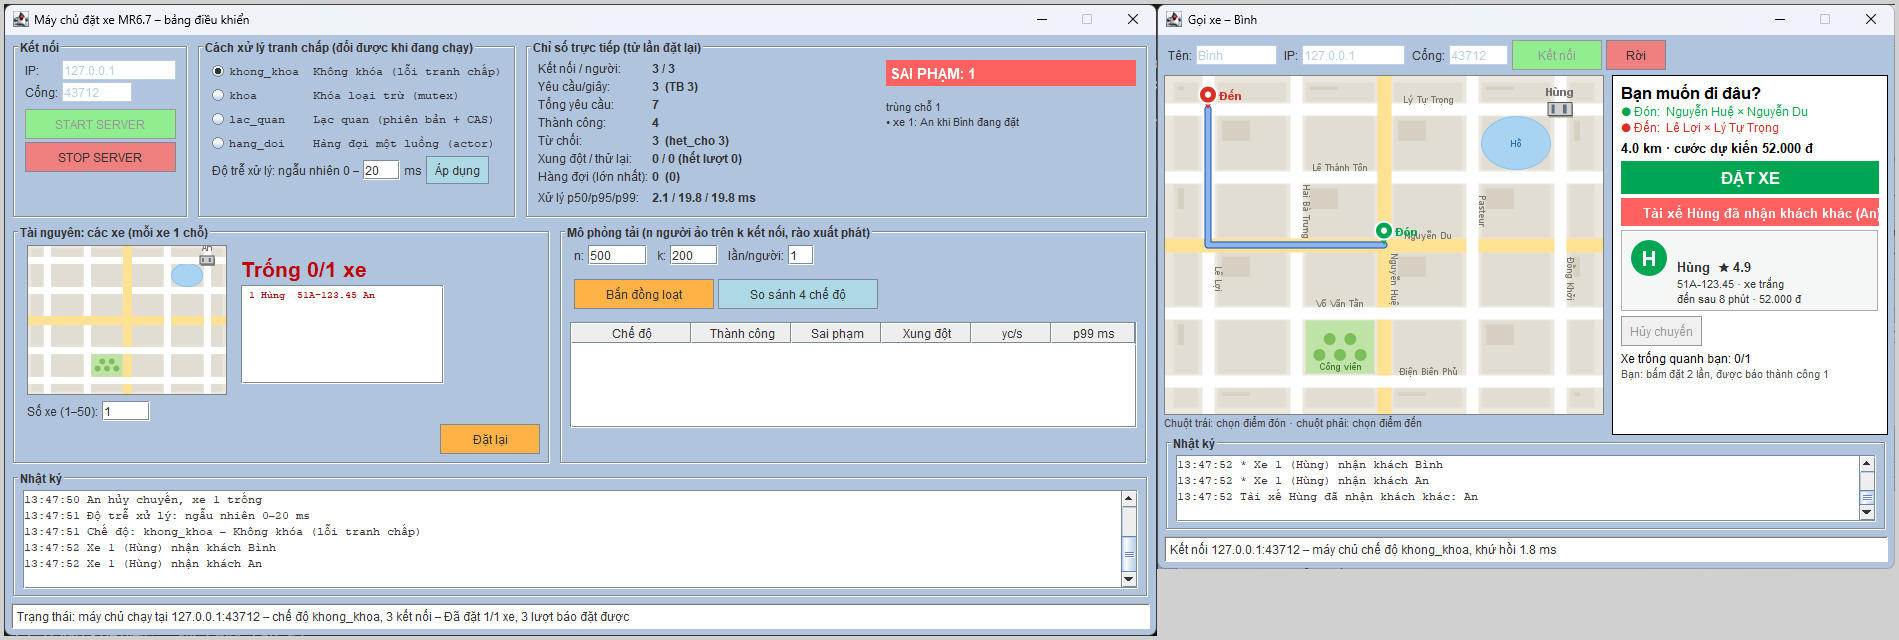 Máy chủ đặt xe MR6.7 – bảng điều khiển
Kết nối
IP: 127.0.0.1
Cổng: 43712
START SERVER
STOP SERVER
Cách xử lý tranh chấp (đổi được khi đang chạy)
khong_khoa Không khóa (lỗi tranh chấp)
khoa Khóa loại trừ (mutex)
lac_quan Lạc quan (phiên bản + CAS)
hang_doi Hàng đợi một luồng (actor)
Độ trễ xử lý: ngẫu nhiên 0 – 20 ms Áp dụng
Chỉ số trực tiếp (từ lần đặt lại)
Kết nối / người: 3 / 3
Yêu cầu/giây: 3 (TB 3)
Tổng yêu cầu: 7
Thành công: 4
Từ chối: 3 (het_cho 3)
Xung đột / thử lại: 0 / 0 (hết lượt 0)
Hàng đợi (lớn nhất): 0 (0)
Xử lý p50/p95/p99: 2.1 / 19.8 / 19.8 ms
SAI PHẠM: 1
trùng chỗ 1
• xe 1: An khi Bình đang đặt
Tài nguyên: các xe (mỗi xe 1 chỗ)
An
Trống 0/1 xe
1 Hùng 51A-123.45 An
Số xe (1–50): 1
Đặt lại
Mô phỏng tải (n người ảo trên k kết nối, rào xuất phát)
n: 500 k: 200 lần/người: 1
Bắn đồng loạt
So sánh 4 chế độ
Chế độ Thành công Sai phạm Xung đột yc/s p99 ms
Nhật ký
13:47:50 An hủy chuyến, xe 1 trống
13:47:51 Độ trễ xử lý: ngẫu nhiên 0–20 ms
13:47:51 Chế độ: khong_khoa – Không khóa (lỗi tranh chấp)
13:47:52 Xe 1 (Hùng) nhận khách Bình
13:47:52 Xe 1 (Hùng) nhận khách An
Trạng thái: máy chủ chạy tại 127.0.0.1:43712 – chế độ khong_khoa, 3 kết nối – Đã đặt 1/1 xe, 3 lượt báo đặt được
Gọi xe – Bình
Tên: Bình IP: 127.0.0.1 Cổng: 43712 Kết nối Rời
Đến
Lý Tự Trọng
Hùng
Hồ
Lê Thánh Tôn
Hai Bà Trưng
Pasteur
Đón
Nguyễn Du
Lê Lợi
Nguyễn Huệ
Đồng Khởi
Võ Văn Tần
Công viên
Điện Biên Phủ
Chuột trái: chọn điểm đón · chuột phải: chọn điểm đến
Bạn muốn đi đâu?
Đón: Nguyễn Huệ × Nguyễn Du
Đến: Lê Lợi × Lý Tự Trọng
4.0 km · cước dự kiến 52.000 đ
ĐẶT XE
Tài xế Hùng đã nhận khách khác (An)
H
Hùng ★ 4.9
51A-123.45 · xe trắng
đến sau 8 phút · 52.000 đ
Hủy chuyến
Xe trống quanh bạn: 0/1
Bạn: bấm đặt 2 lần, được báo thành công 1
Nhật ký
13:47:52 * Xe 1 (Hùng) nhận khách Bình
13:47:52 * Xe 1 (Hùng) nhận khách An
13:47:52 Tài xế Hùng đã nhận khách khác: An
Kết nối 127.0.0.1:43712 – máy chủ chế độ khong_khoa, khứ hồi 1.8 ms